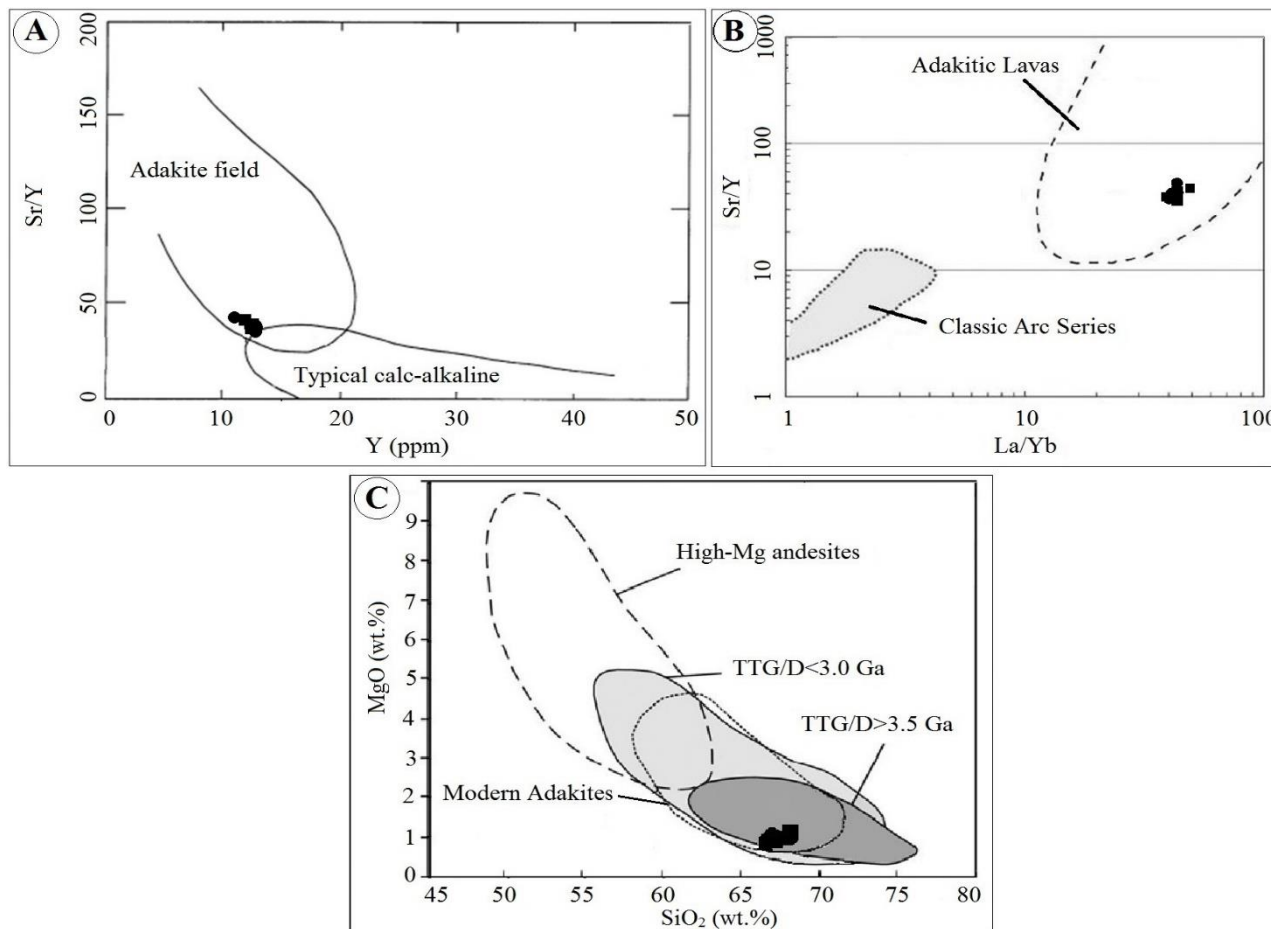 A
200
150
100
50
0
Sr/Y
Adakite field
Typical calc-alkaline
0 10 20 30 40 50
Y (ppm)
B
1000
100
10
1
Sr/Y
Adakitic Lavas
Classic Arc Series
1 10 100
La/Yb
C
9
8
7
6
5
4
3
2
1
0
MgO (wt.%)
High-Mg andesites
TTG/D<3.0 Ga
TTG/D>3.5 Ga
Modern Adakites
45 50 55 60 65 70 75 80
SiO₂ (wt.%)